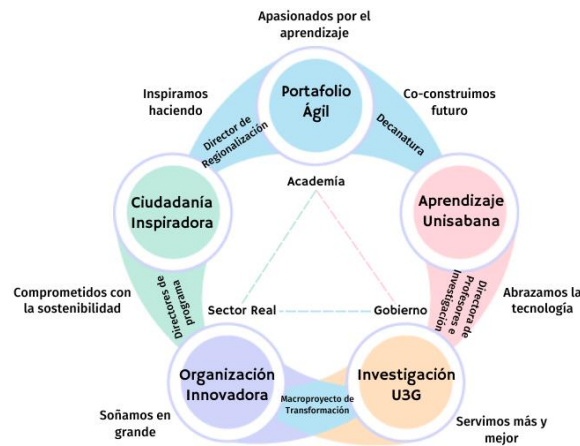 Apasionados por el
aprendizaje
Inspiramos
haciendo
Portafolio
Ágil
Co-construimos
futuro
Director de
Regionalización
Decanatura
Academía
Ciudadanía
Inspiradora
Aprendizaje
Unisabana
Comprometidos con
la sostenibilidad
Directores de
programa
Sector Real
Gobierno
Directora de
Profesores e
Investigación
Abrazamos la
tecnología
Organización
Innovadora
Macroproyecto de
Transformación
Investigación
U3G
Soñamos en
grande
Servimos más y
mejor